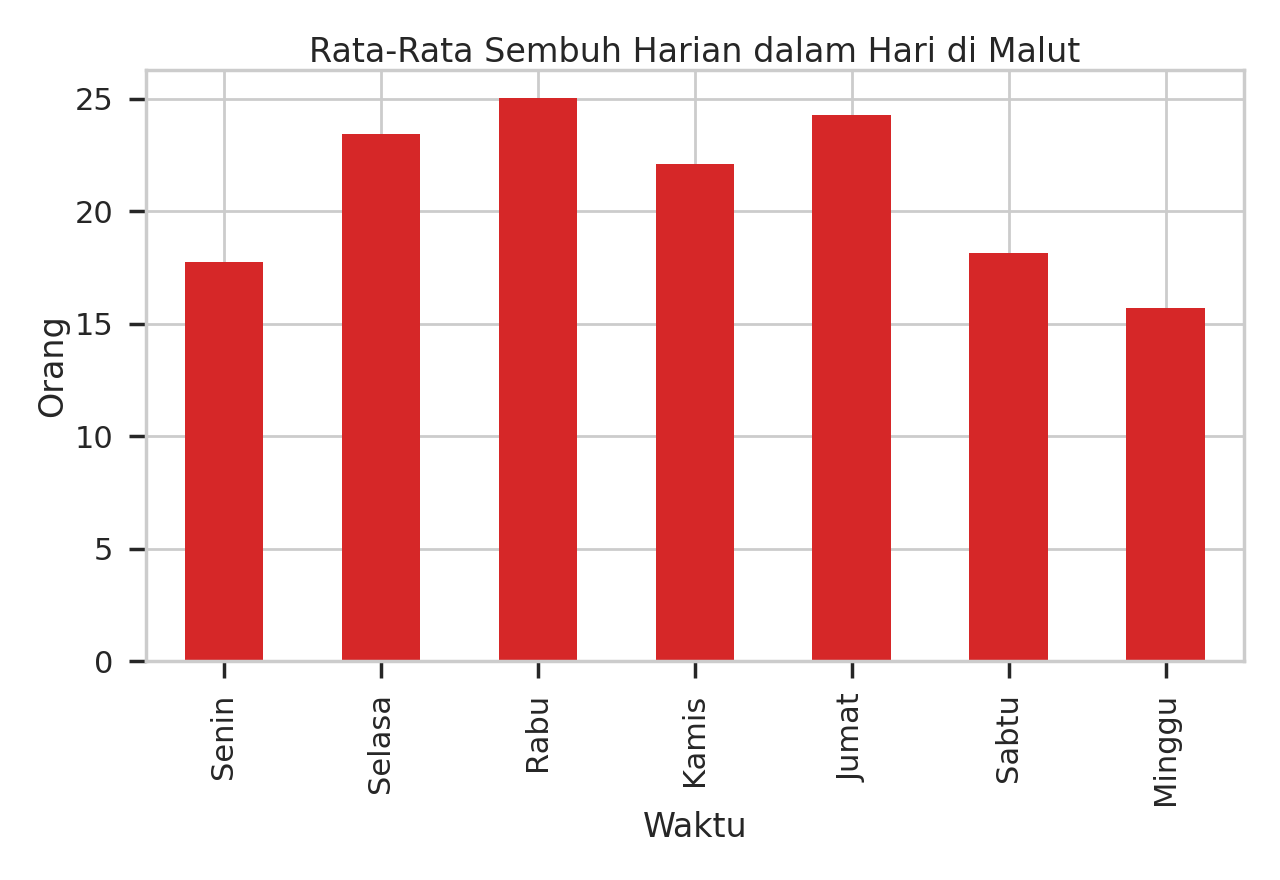 Rata-Rata Sembuh Harian dalam Hari di Malut
25
20
15
10
5
0
Orang
Senin
Selasa
Rabu
Kamis
Jumat
Sabtu
Minggu
Waktu